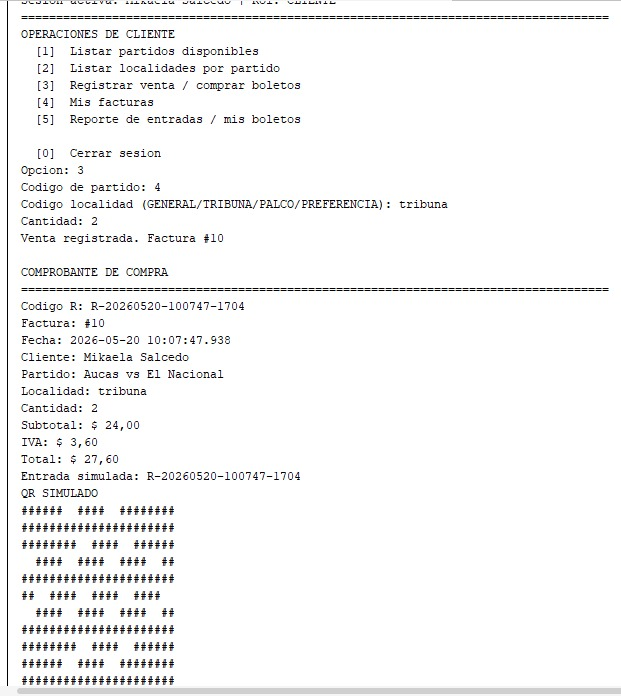 Sesion activa: Mikaela Salcedo | Rol: CLIENTE
====================================================================================
OPERACIONES DE CLIENTE
[1] Listar partidos disponibles
[2] Listar localidades por partido
[3] Registrar venta / comprar boletos
[4] Mis facturas
[5] Reporte de entradas / mis boletos
[0] Cerrar sesion
Opcion: 3
Codigo de partido: 4
Codigo localidad (GENERAL/TRIBUNA/PALCO/PREFERENCIA): tribuna
Cantidad: 2
Venta registrada. Factura #10
COMPROBANTE DE COMPRA
====================================================================================
Codigo R: R-20260520-100747-1704
Factura: #10
Fecha: 2026-05-20 10:07:47.938
Cliente: Mikaela Salcedo
Partido: Aucas vs El Nacional
Localidad: tribuna
Cantidad: 2
Subtotal: $ 24,00
IVA: $ 3,60
Total: $ 27,60
Entrada simulada: R-20260520-100747-1704
QR SIMULADO
######  ####  ########
######################
########  ####  ######
  ####  ####  ####  ##
######################
##  ####  ####  ####
  ####  ####  ####  ##
######################
########  ####  ######
######  ####  ########
######################